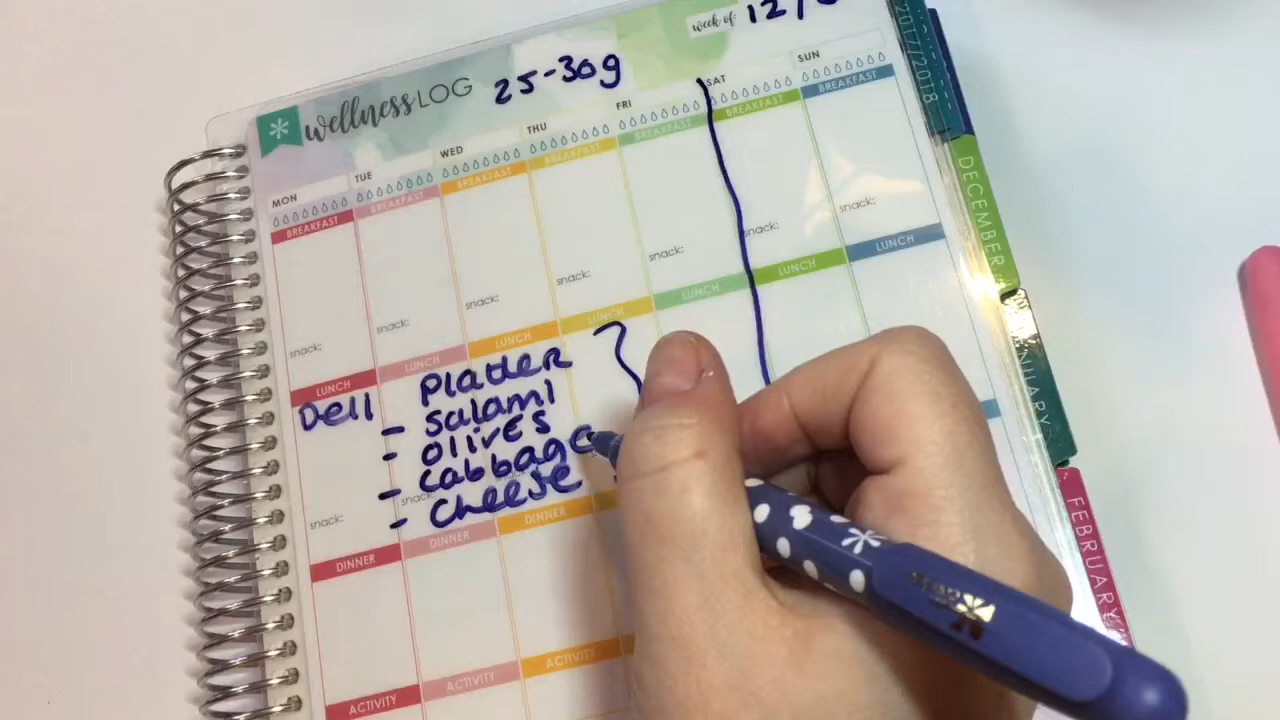 week of: 12/
wellness LOG 25-30g
MON TUE WED THU FRI SAT SUN
BREAKFAST BREAKFAST BREAKFAST BREAKFAST BREAKFAST BREAKFAST BREAKFAST
snack: snack: snack: snack: snack: snack: snack:
LUNCH LUNCH LUNCH LUNCH LUNCH LUNCH LUNCH
Deli Platter
- Salami
- Olives
- Cabbage
- Cheese
snack: snack:
DINNER DINNER DINNER
ACTIVITY ACTIVITY ACTIVITY
2017/2018
DECEMBER
FEBRUARY